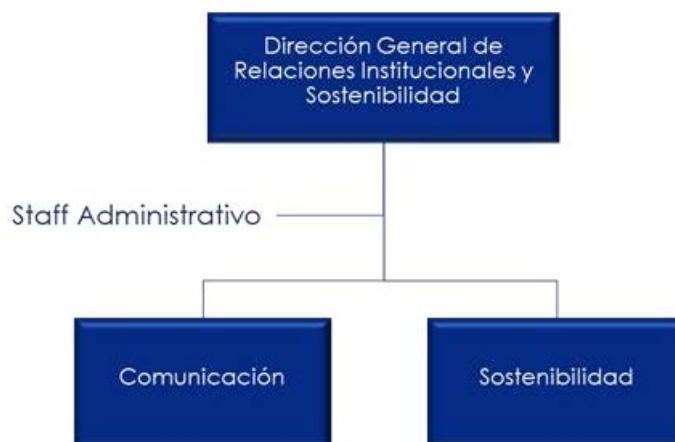 Dirección General de
Relaciones Institucionales y
Sostenibilidad
Staff Administrativo
Comunicación
Sostenibilidad